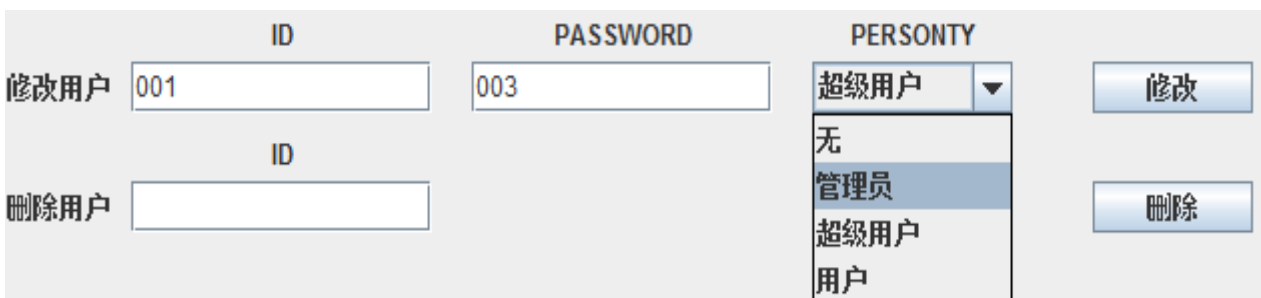 ID PASSWORD PERSONTY
修改用户 001 003 超级用户 修改
无
ID
管理员
删除用户 删除
超级用户
用户